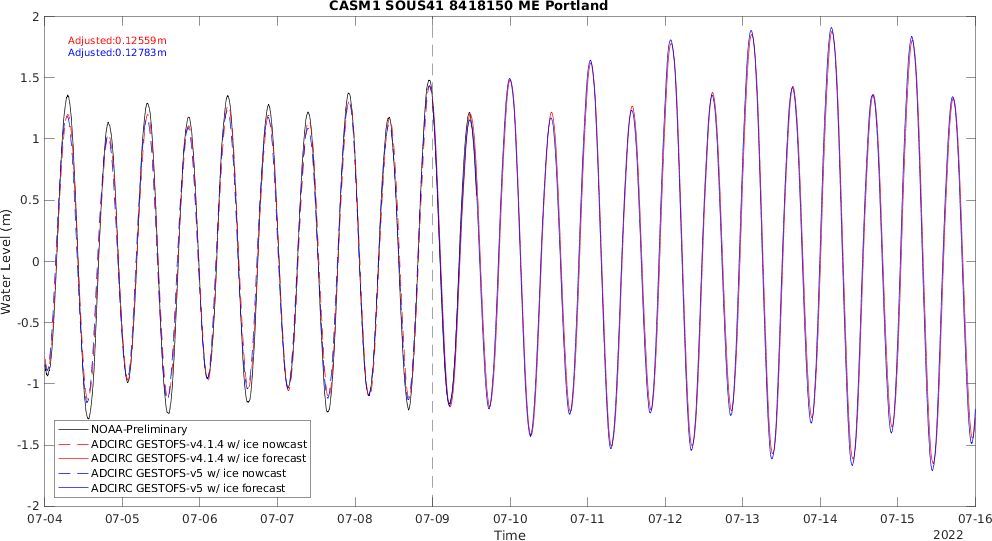 CASM1 SOUS41 8418150 ME Portland
Adjusted:0.12559m
Adjusted:0.12783m
2
1.5
1
0.5
0
-0.5
-1
-1.5
-2
Water Level (m)
NOAA-Preliminary
ADCIRC GESTOFS-v4.1.4 w/ ice nowcast
ADCIRC GESTOFS-v4.1.4 w/ ice forecast
ADCIRC GESTOFS-v5 w/ ice nowcast
ADCIRC GESTOFS-v5 w/ ice forecast
07-04 07-05 07-06 07-07 07-08 07-09 07-10 07-11 07-12 07-13 07-14 07-15 07-16
Time
2022